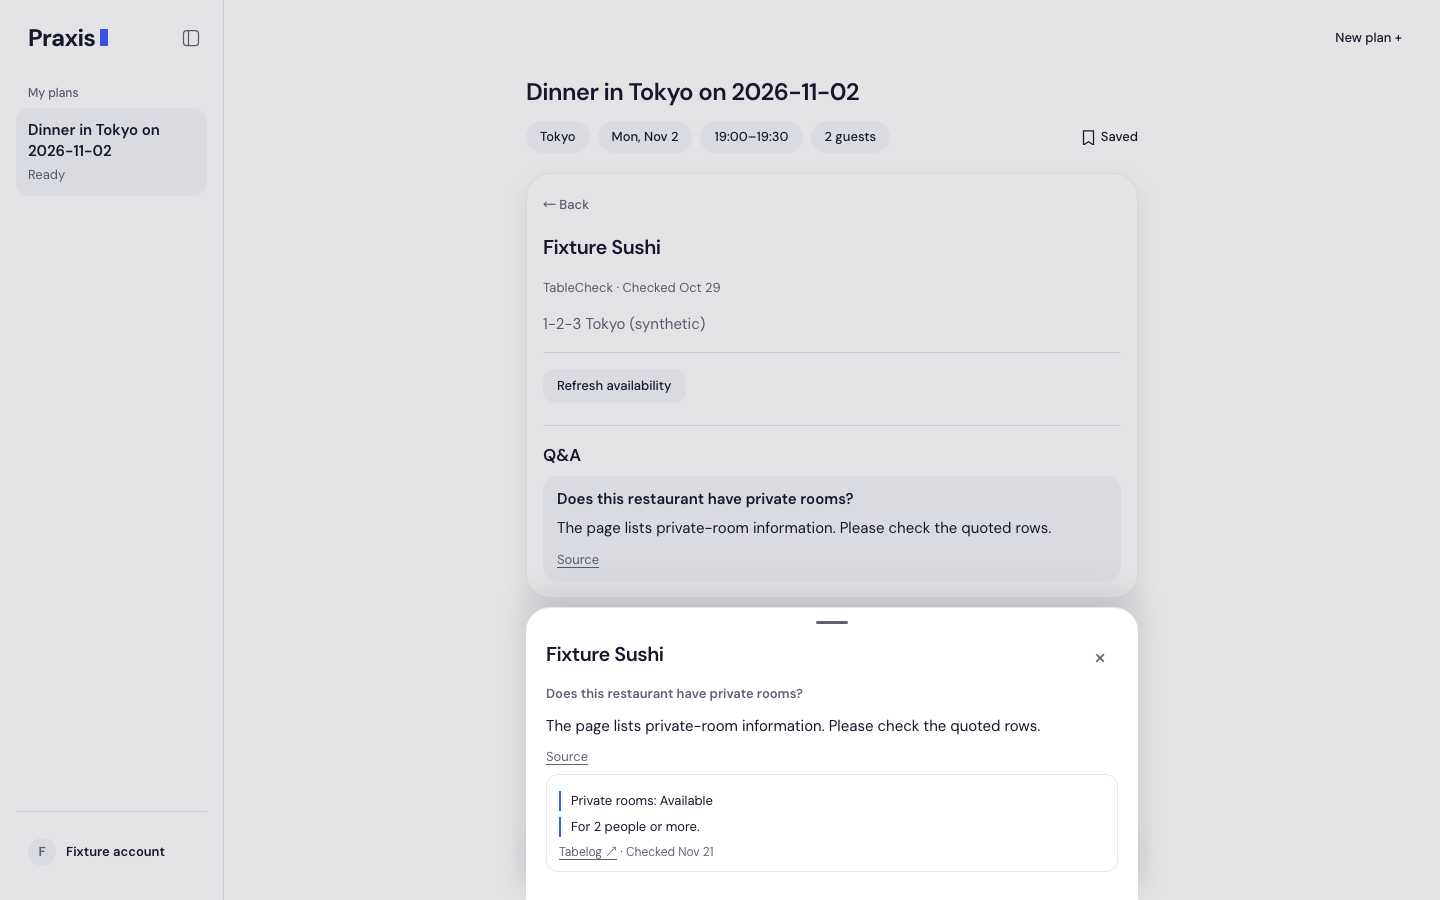 Praxis
New plan +
My plans
Dinner in Tokyo on
2026-11-02
Ready
Dinner in Tokyo on 2026-11-02
Tokyo
Mon, Nov 2
19:00–19:30
2 guests
Saved
← Back
Fixture Sushi
TableCheck · Checked Oct 29
1-2-3 Tokyo (synthetic)
Refresh availability
Q&A
Does this restaurant have private rooms?
The page lists private-room information. Please check the quoted rows.
Source
Fixture Sushi
×
Does this restaurant have private rooms?
The page lists private-room information. Please check the quoted rows.
Source
Private rooms: Available
For 2 people or more.
Tabelog ↗ · Checked Nov 21
F
Fixture account